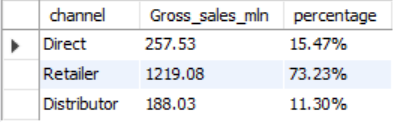 channel Gross_sales_mln percentage
Direct 257.53 15.47%
Retailer 1219.08 73.23%
Distributor 188.03 11.30%